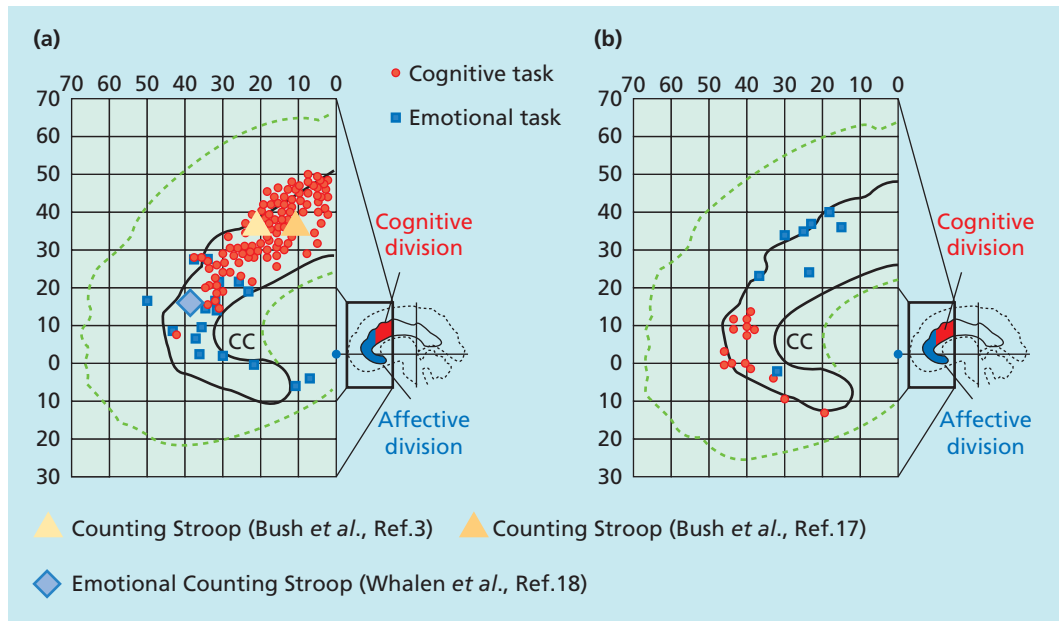 (a)
70 60 50 40 30 20 10 0
70
60
50
40
30
20
10
0
10
20
30
CC
Cognitive task
Emotional task
Cognitive
division
Affective
division
(b)
70 60 50 40 30 20 10 0
70
60
50
40
30
20
10
0
10
20
30
CC
Cognitive
division
Affective
division
Counting Stroop (Bush et al., Ref.3) Counting Stroop (Bush et al., Ref.17)
Emotional Counting Stroop (Whalen et al., Ref.18)